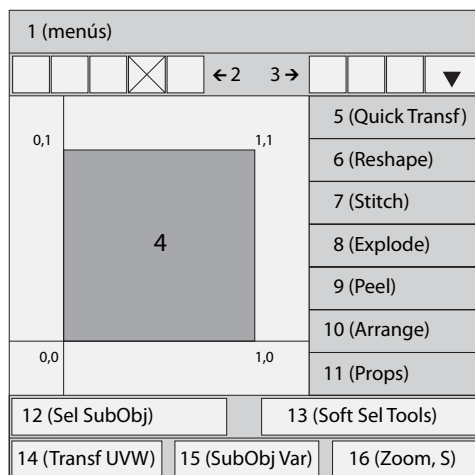 1 (menús)
← 2 3 →
5 (Quick Transf)
0,1 1,1
6 (Reshape)
7 (Stitch)
4
8 (Explode)
9 (Peel)
10 (Arrange)
0,0 1,0
11 (Props)
12 (Sel SubObj) 13 (Soft Sel Tools)
14 (Transf UVW) 15 (SubObj Var) 16 (Zoom, S)